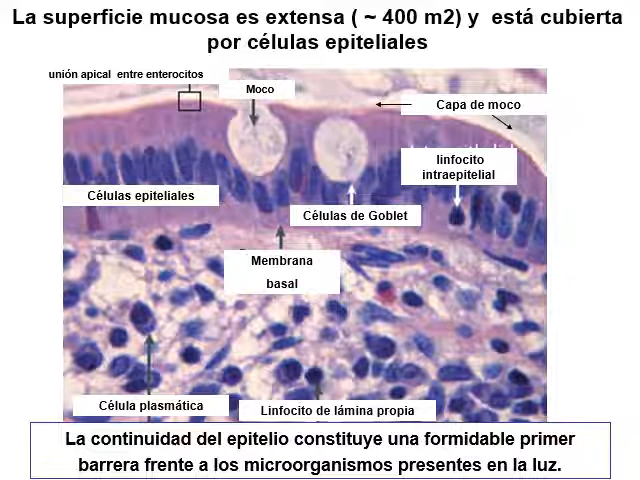 La superficie mucosa es extensa ( ~ 400 m2) y está cubierta
por células epiteliales
unión apical entre enterocitos
Moco
Capa de moco
linfocito
intraepitelial
Células epiteliales
Células de Goblet
Membrana
basal
Célula plasmática
Linfocito de lámina propia
La continuidad del epitelio constituye una formidable primer
barrera frente a los microorganismos presentes en la luz.